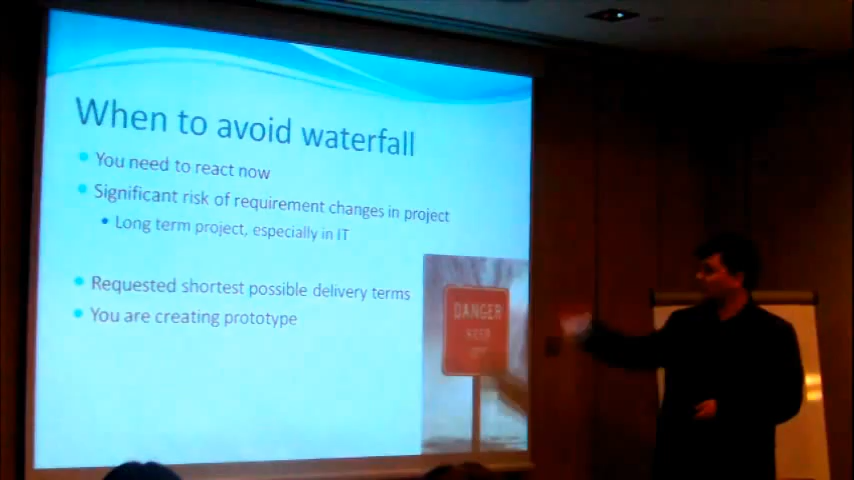 When to avoid waterfall
You need to react now
Significant risk of requirement changes in project
Long term project, especially in IT
Requested shortest possible delivery terms
You are creating prototype
DANGER
KEEP